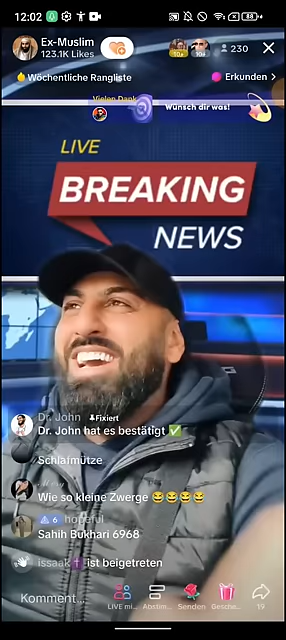 12:02
88
Ex-Muslim
123.1K Likes
230
Wöchentliche Rangliste
Erkunden >
Vielen Dank
Wünsch dir was!
LIVE
BREAKING
NEWS
Dr. John Fixiert
Dr. John hat es bestätigt ✅
Schlafmütze
Wie so kleine Zwerge 😂😂😂😂
6 hopeful
Sahih Bukhari 6968
issaak✝️ ist beigetreten
Komment...
LIVE mi...
Abstim...
Senden
Gesche...
19